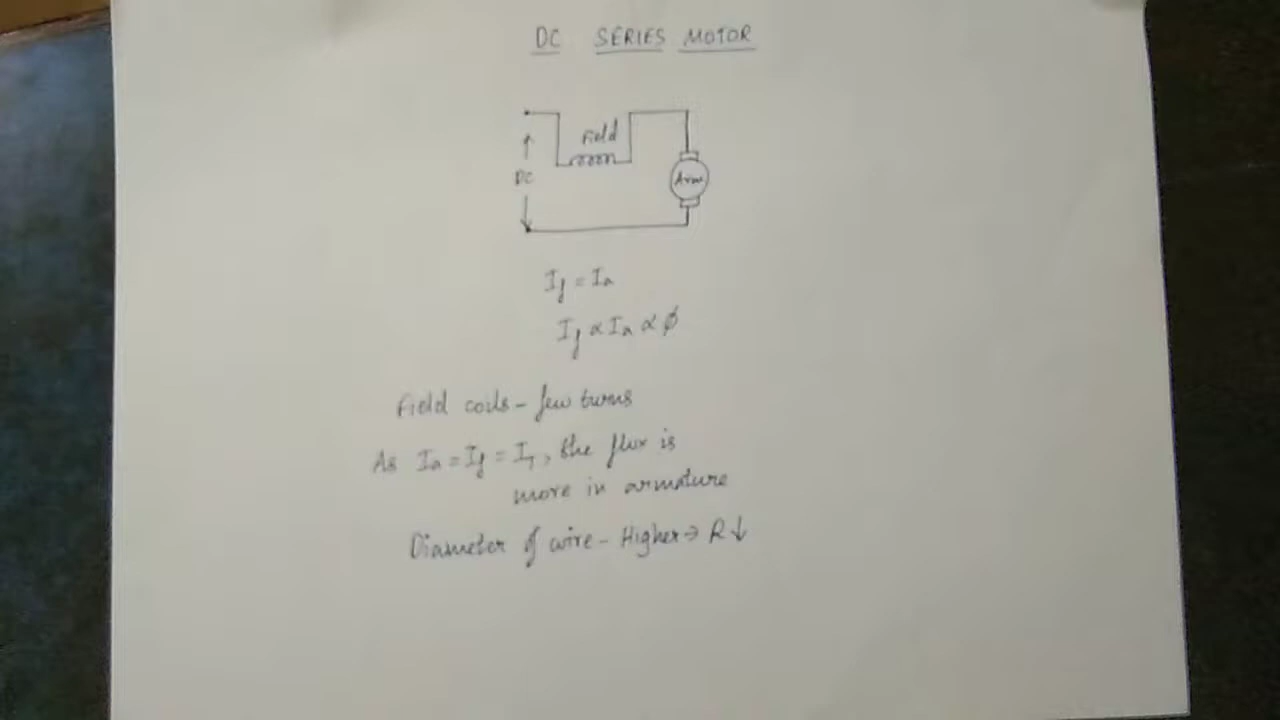 DC SERIES MOTOR
Field
DC
Arm
If = Ia
If ∝ Ia ∝ ϕ
Field coils - few turns
As Ia = If = IT, the flux is
more in armature
Diameter of wire - Higher → R↓